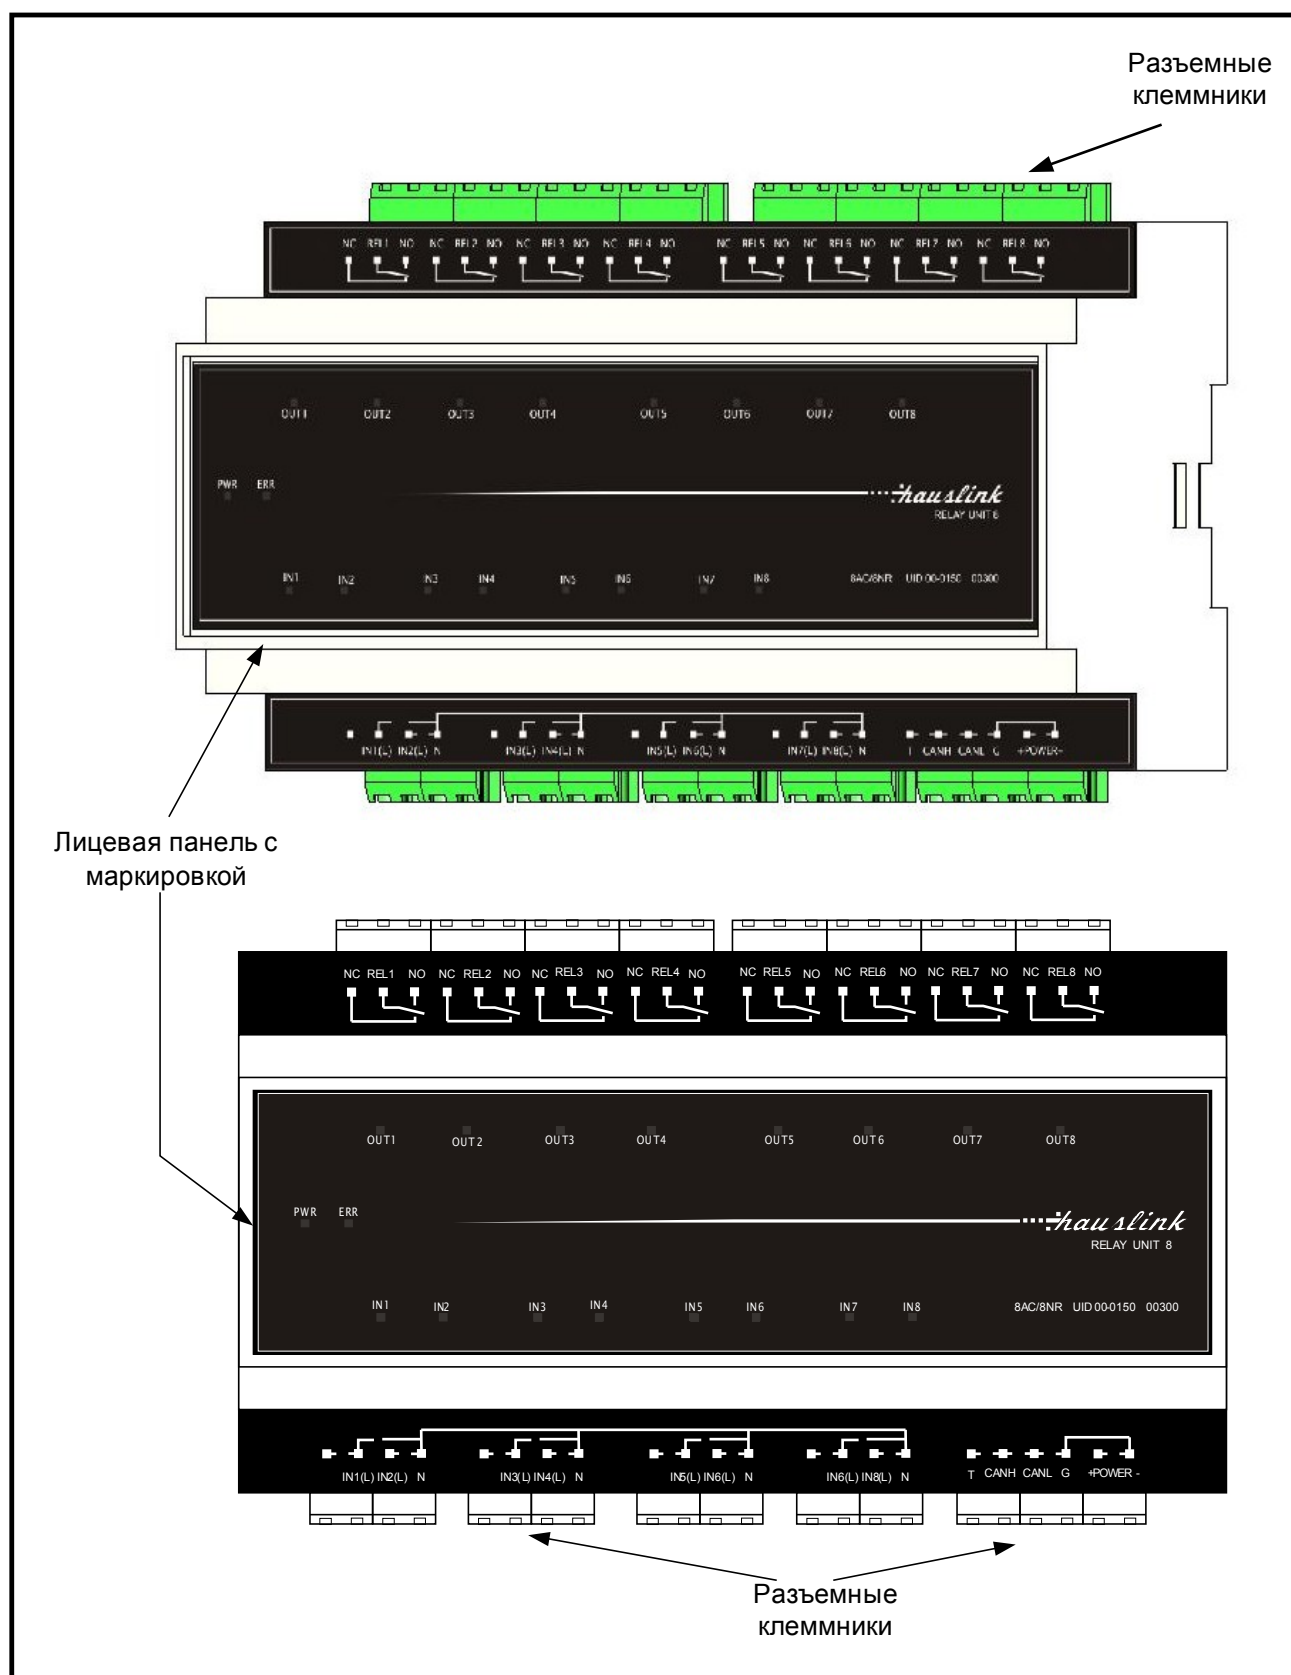 Разъемные
клеммники
NC REL1 NO NC REL2 NO NC REL3 NO NC REL4 NO NC REL5 NO NC REL6 NO NC REL7 NO NC REL8 NO
OUT1 OUT2 OUT3 OUT4 OUT5 OUT6 OUT7 OUT8
PWR ERR
hauslink
RELAY UNIT 8
IN1 IN2 IN3 IN4 IN5 IN6 IN7 IN8 8AC/8NR UID 00-0150 00300
IN1(L) IN2(L) N IN3(L) IN4(L) N IN5(L) IN6(L) N IN7(L) IN8(L) N T CANH CANL G +POWER-
Лицевая панель с
маркировкой
NC REL1 NO NC REL2 NO NC REL3 NO NC REL4 NO NC REL5 NO NC REL6 NO NC REL7 NO NC REL8 NO
OUT1 OUT2 OUT3 OUT4 OUT5 OUT6 OUT7 OUT8
PWR ERR
hauslink
RELAY UNIT 8
IN1 IN2 IN3 IN4 IN5 IN6 IN7 IN8 8AC/8NR UID 00-0150 00300
IN1(L) IN2(L) N IN3(L) IN4(L) N IN5(L) IN6(L) N IN6(L) IN8(L) N T CANH CANL G +POWER -
Разъемные
клеммники